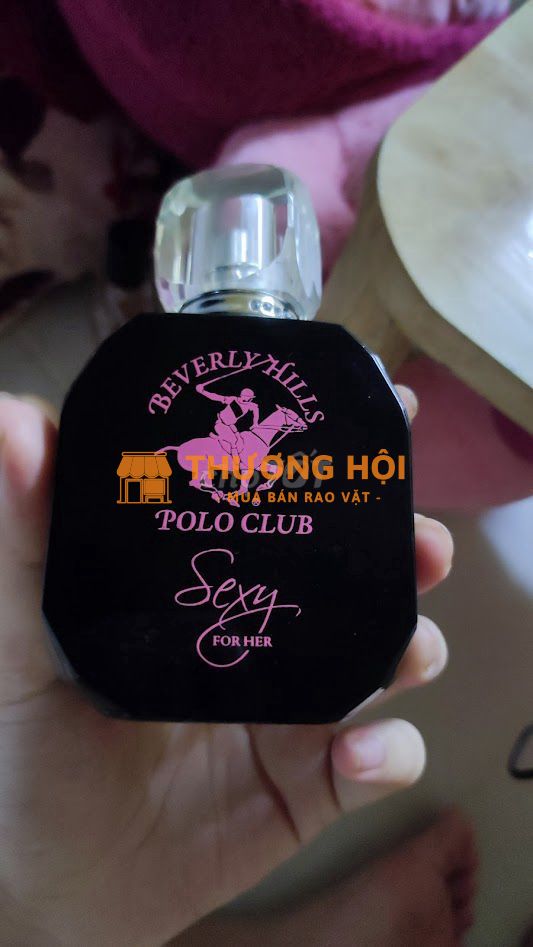 BEVERLY HILLS
THƯƠNG HỘI
- MUA BÁN RAO VẶT -
POLO CLUB
Sexy
FOR HER